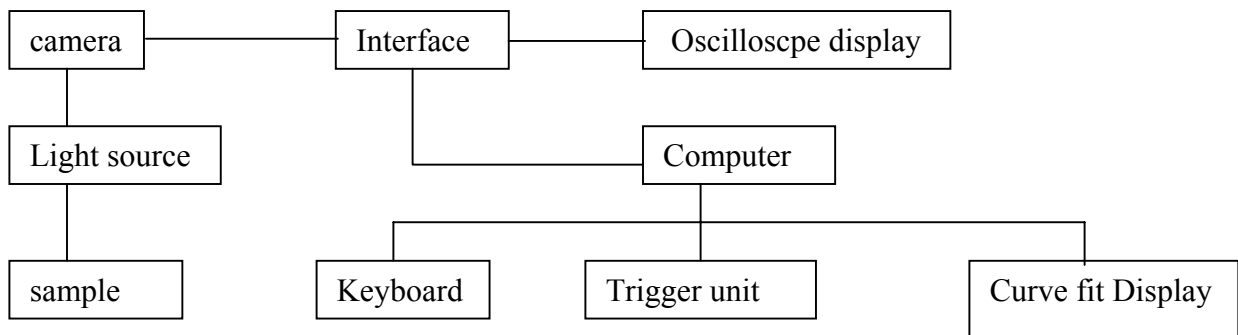 camera
Interface
Oscilloscpe display
Light source
Computer
sample
Keyboard
Trigger unit
Curve fit Display